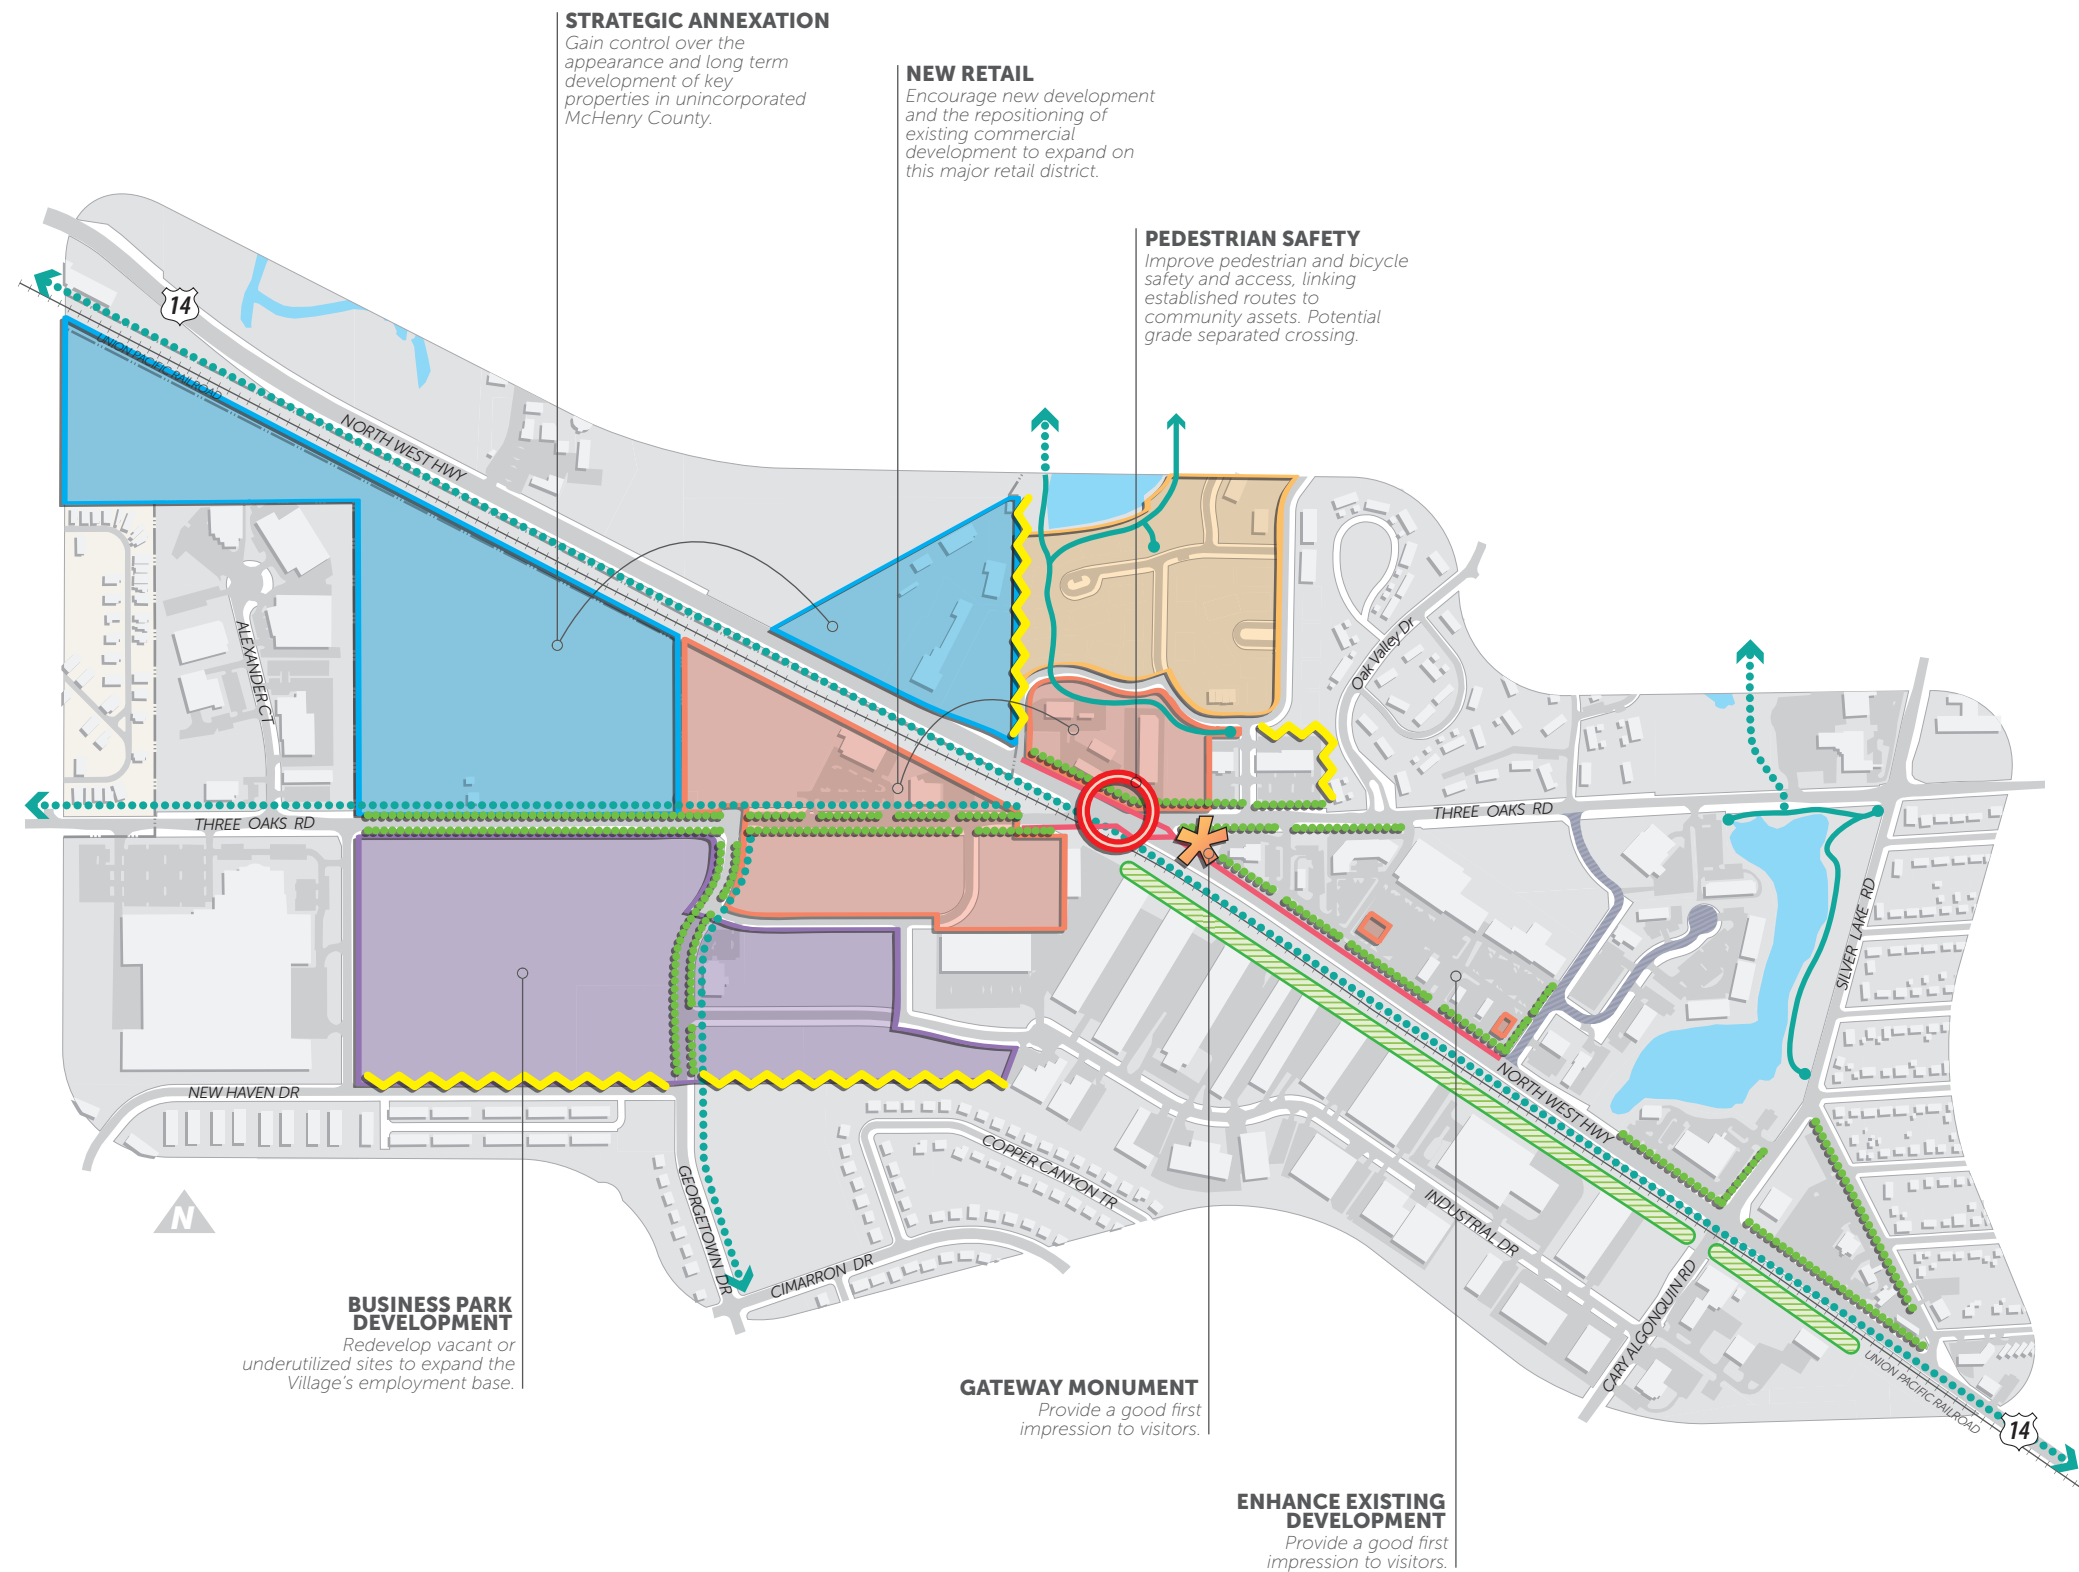 STRATEGIC ANNEXATION
Gain control over the
appearance and long term
development of key
properties in unincorporated
McHenry County.
NEW RETAIL
Encourage new development
and the repositioning of
existing commercial
development to expand on
this major retail district.
PEDESTRIAN SAFETY
Improve pedestrian and bicycle
safety and access, linking
established routes to
community assets. Potential
grade separated crossing.
14
UNION PACIFIC RAILROAD
NORTH WEST HWY
ALEXANDER CT
Oak Valley Dr
THREE OAKS RD
THREE OAKS RD
SILVER LAKE RD
NEW HAVEN DR
NORTH WEST HWY
COPPER CANYON TR
GEORGETOWN DR
CIMARRON DR
INDUSTRIAL DR
CARY ALGONQUIN RD
UNION PACIFIC RAILROAD
14
N
BUSINESS PARK
DEVELOPMENT
Redevelop vacant or
underutilized sites to expand the
Village's employment base.
GATEWAY MONUMENT
Provide a good first
impression to visitors.
ENHANCE EXISTING
DEVELOPMENT
Provide a good first
impression to visitors.